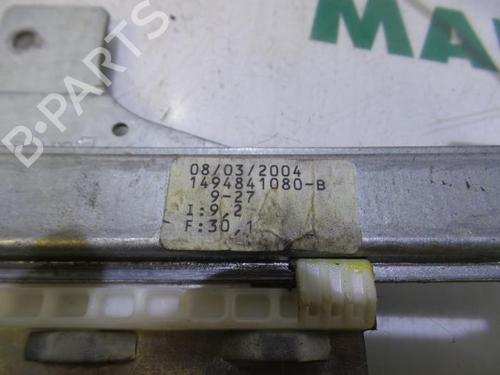 MA
B-PARTS
08/03/2004
1494841080-B
9-27
I:9,2
F:30,1